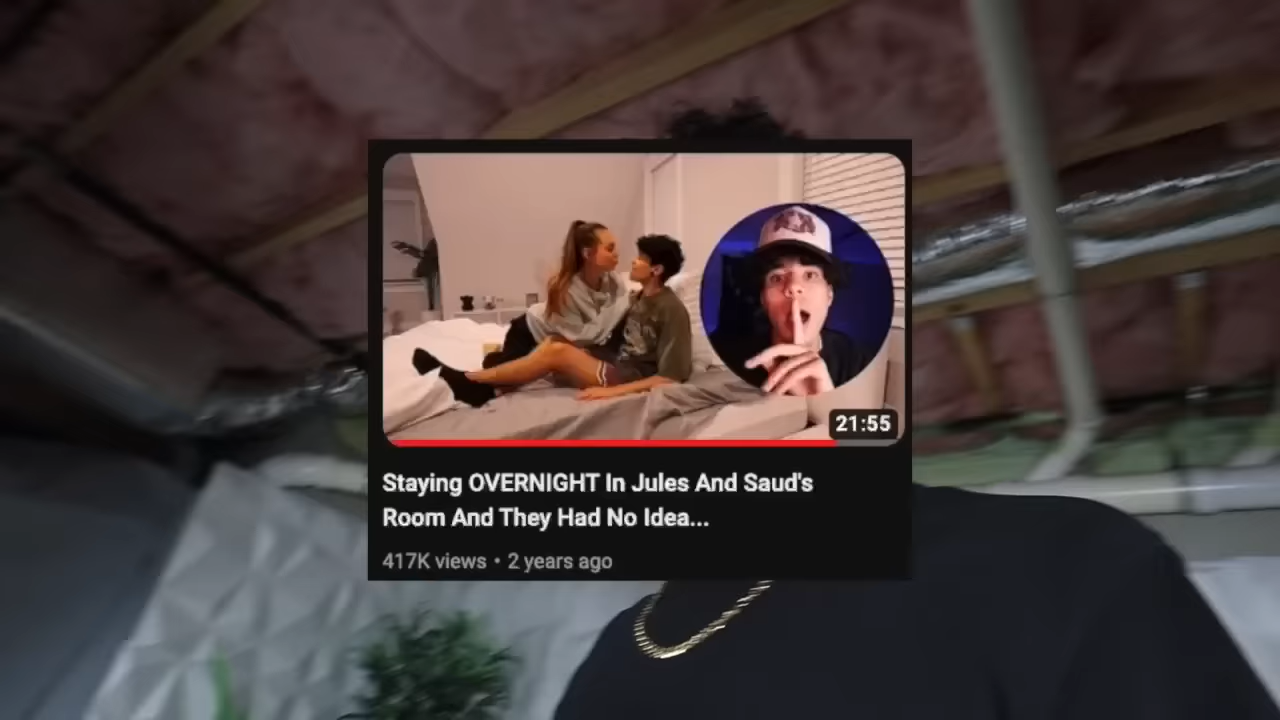 21:55
Staying OVERNIGHT In Jules And Saud's
Room And They Had No Idea...
417K views • 2 years ago